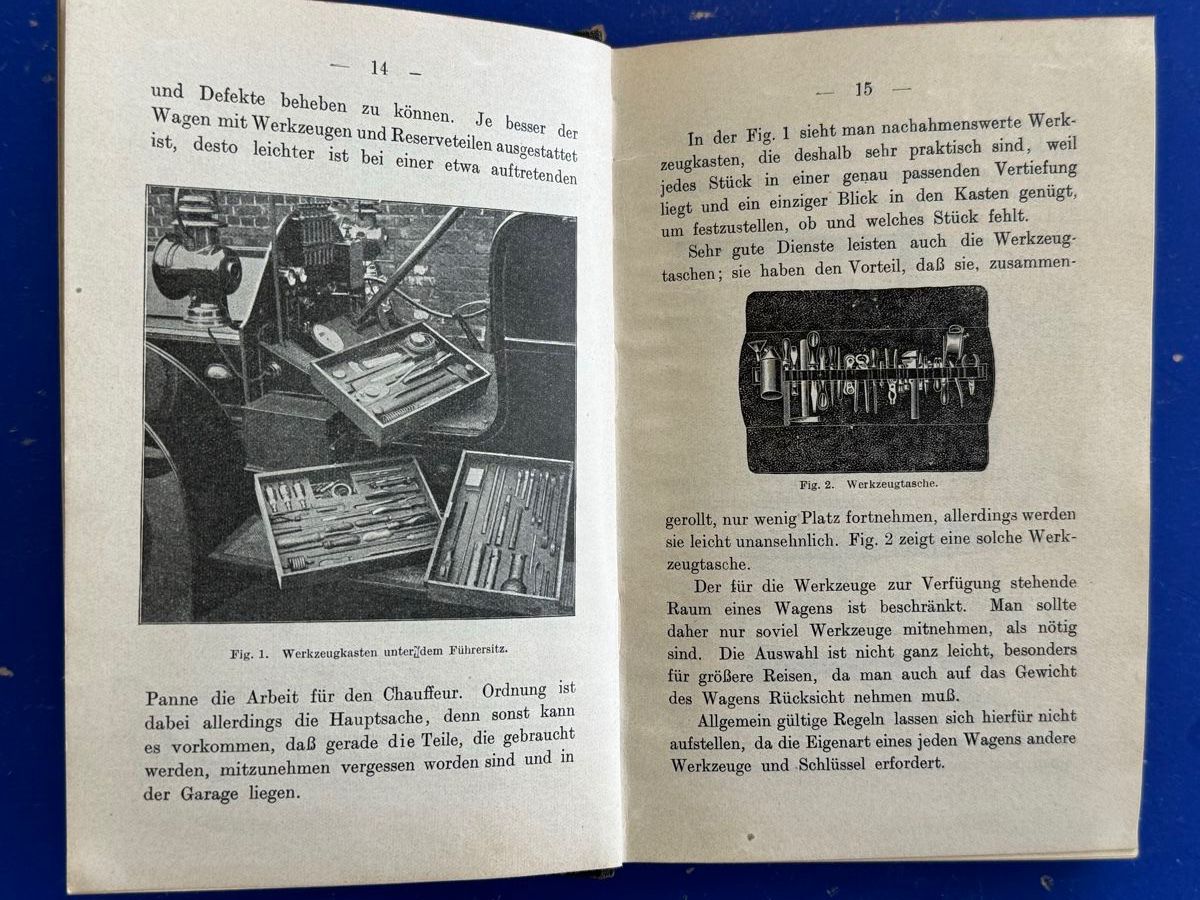 — 14 —
und Defekte beheben zu können. Je besser der
Wagen mit Werkzeugen und Reserveteilen ausgestattet
ist, desto leichter ist bei einer etwa auftretenden
Fig. 1. Werkzeugkasten unter dem Führersitz.
Panne die Arbeit für den Chauffeur. Ordnung ist
dabei allerdings die Hauptsache, denn sonst kann
es vorkommen, daß gerade die Teile, die gebraucht
werden, mitzunehmen vergessen worden sind und in
der Garage liegen.
— 15 —
In der Fig. 1 sieht man nachahmenswerte Werk-
zeugkasten, die deshalb sehr praktisch sind, weil
jedes Stück in einer genau passenden Vertiefung
liegt und ein einziger Blick in den Kasten genügt,
um festzustellen, ob und welches Stück fehlt.
Sehr gute Dienste leisten auch die Werkzeug-
taschen; sie haben den Vorteil, daß sie, zusammen-
Fig. 2. Werkzeugtasche.
gerollt, nur wenig Platz fortnehmen, allerdings werden
sie leicht unansehnlich. Fig. 2 zeigt eine solche Werk-
zeugtasche.
Der für die Werkzeuge zur Verfügung stehende
Raum eines Wagens ist beschränkt. Man sollte
daher nur soviel Werkzeuge mitnehmen, als nötig
sind. Die Auswahl ist nicht ganz leicht, besonders
für größere Reisen, da man auch auf das Gewicht
des Wagens Rücksicht nehmen muß.
Allgemein gültige Regeln lassen sich hierfür nicht
aufstellen, da die Eigenart eines jeden Wagens andere
Werkzeuge und Schlüssel erfordert.